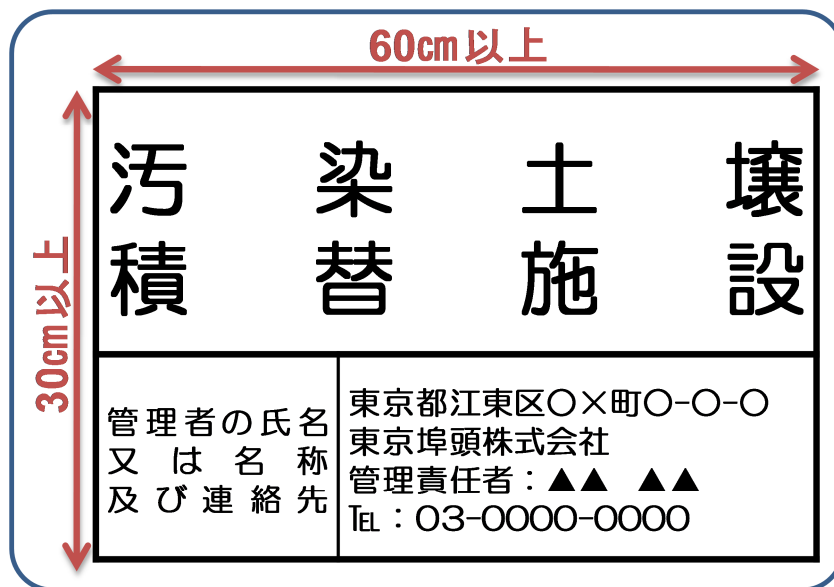 60㎝以上
30㎝以上
汚染土壌
積替施設
管理者の氏名
又は名称
及び連絡先
東京都江東区〇×町〇-〇-〇
東京埠頭株式会社
管理責任者：▲▲　▲▲
℡：03-0000-0000